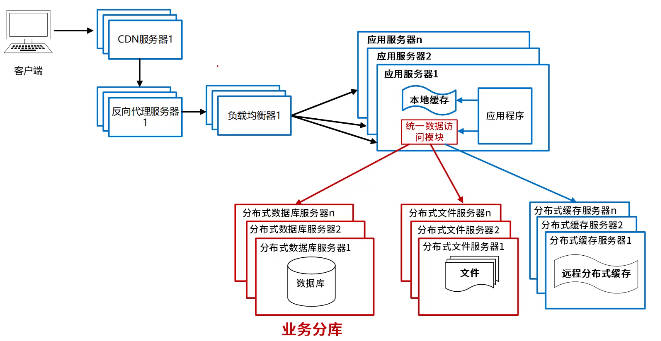 客户端
CDN服务器1
反向代理服务器
1
负载均衡器1
应用服务器n
应用服务器2
应用服务器1
本地缓存
应用程序
统一数据访
问模块
分布式数据库服务器n
分布式数据库服务器2
分布式数据库服务器1
数据库
业务分库
分布式文件服务器n
分布式文件服务器2
分布式文件服务器1
文件
分布式缓存服务器n
分布式缓存服务器2
分布式缓存服务器1
远程分布式缓存